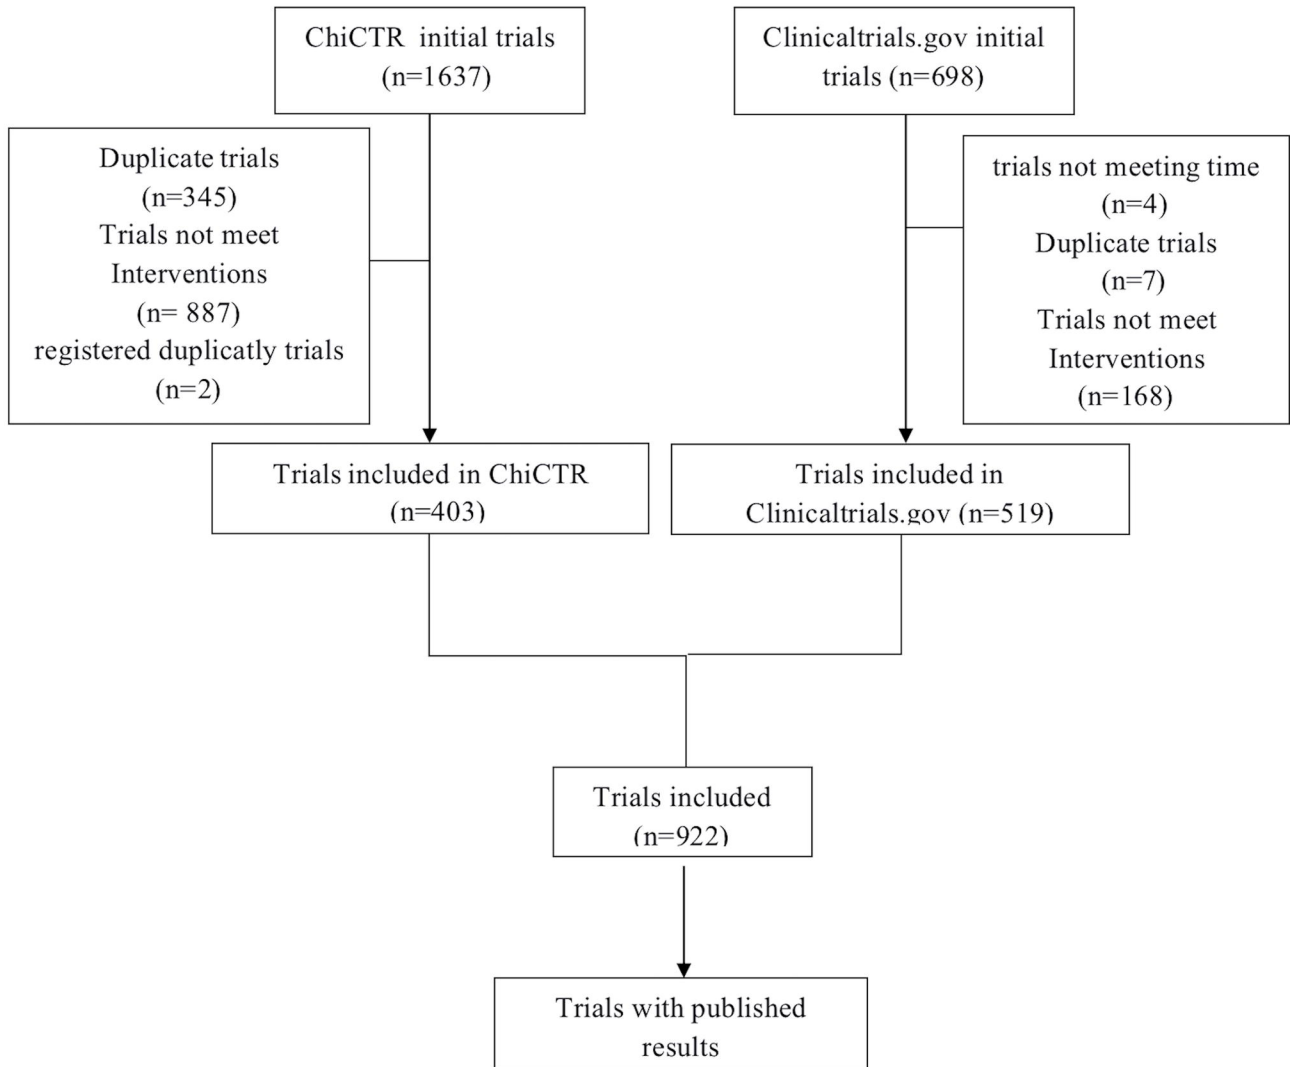 ChiCTR initial trials
(n=1637)
Clinicaltrials.gov initial
trials (n=698)
Duplicate trials
(n=345)
Trials not meet
Interventions
(n= 887)
registered duplicatly trials
(n=2)
trials not meeting time
(n=4)
Duplicate trials
(n=7)
Trials not meet
Interventions
(n=168)
Trials included in ChiCTR
(n=403)
Trials included in
Clinicaltrials.gov (n=519)
Trials included
(n=922)
Trials with published
results